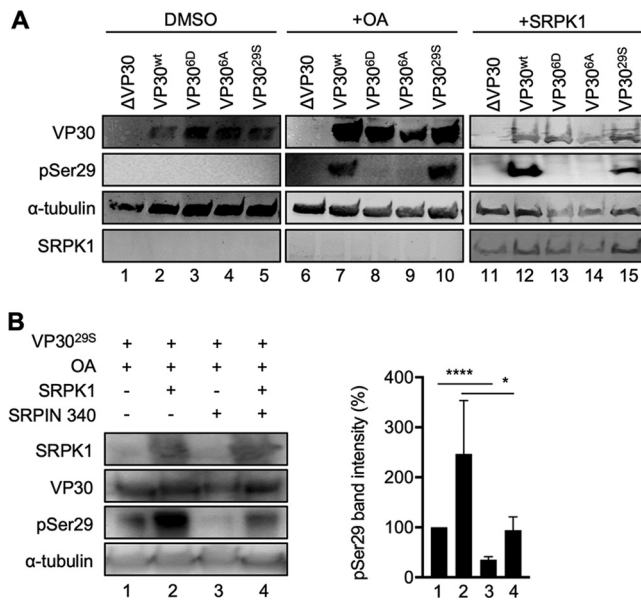 A
DMSO +OA +SRPK1
ΔVP30 VP30wt VP306D VP306A VP3029S ΔVP30 VP30wt VP306D VP306A VP3029S ΔVP30 VP30wt VP306D VP306A VP3029S
VP30
pSer29
α-tubulin
SRPK1
1 2 3 4 5 6 7 8 9 10 11 12 13 14 15
B
VP3029S + + + +
OA + + + +
SRPK1 - + - +
SRPIN 340 - - + +
SRPK1
VP30
pSer29
α-tubulin
1 2 3 4
pSer29 band intensity (%)
400
300
200
100
0
**** *
1 2 3 4